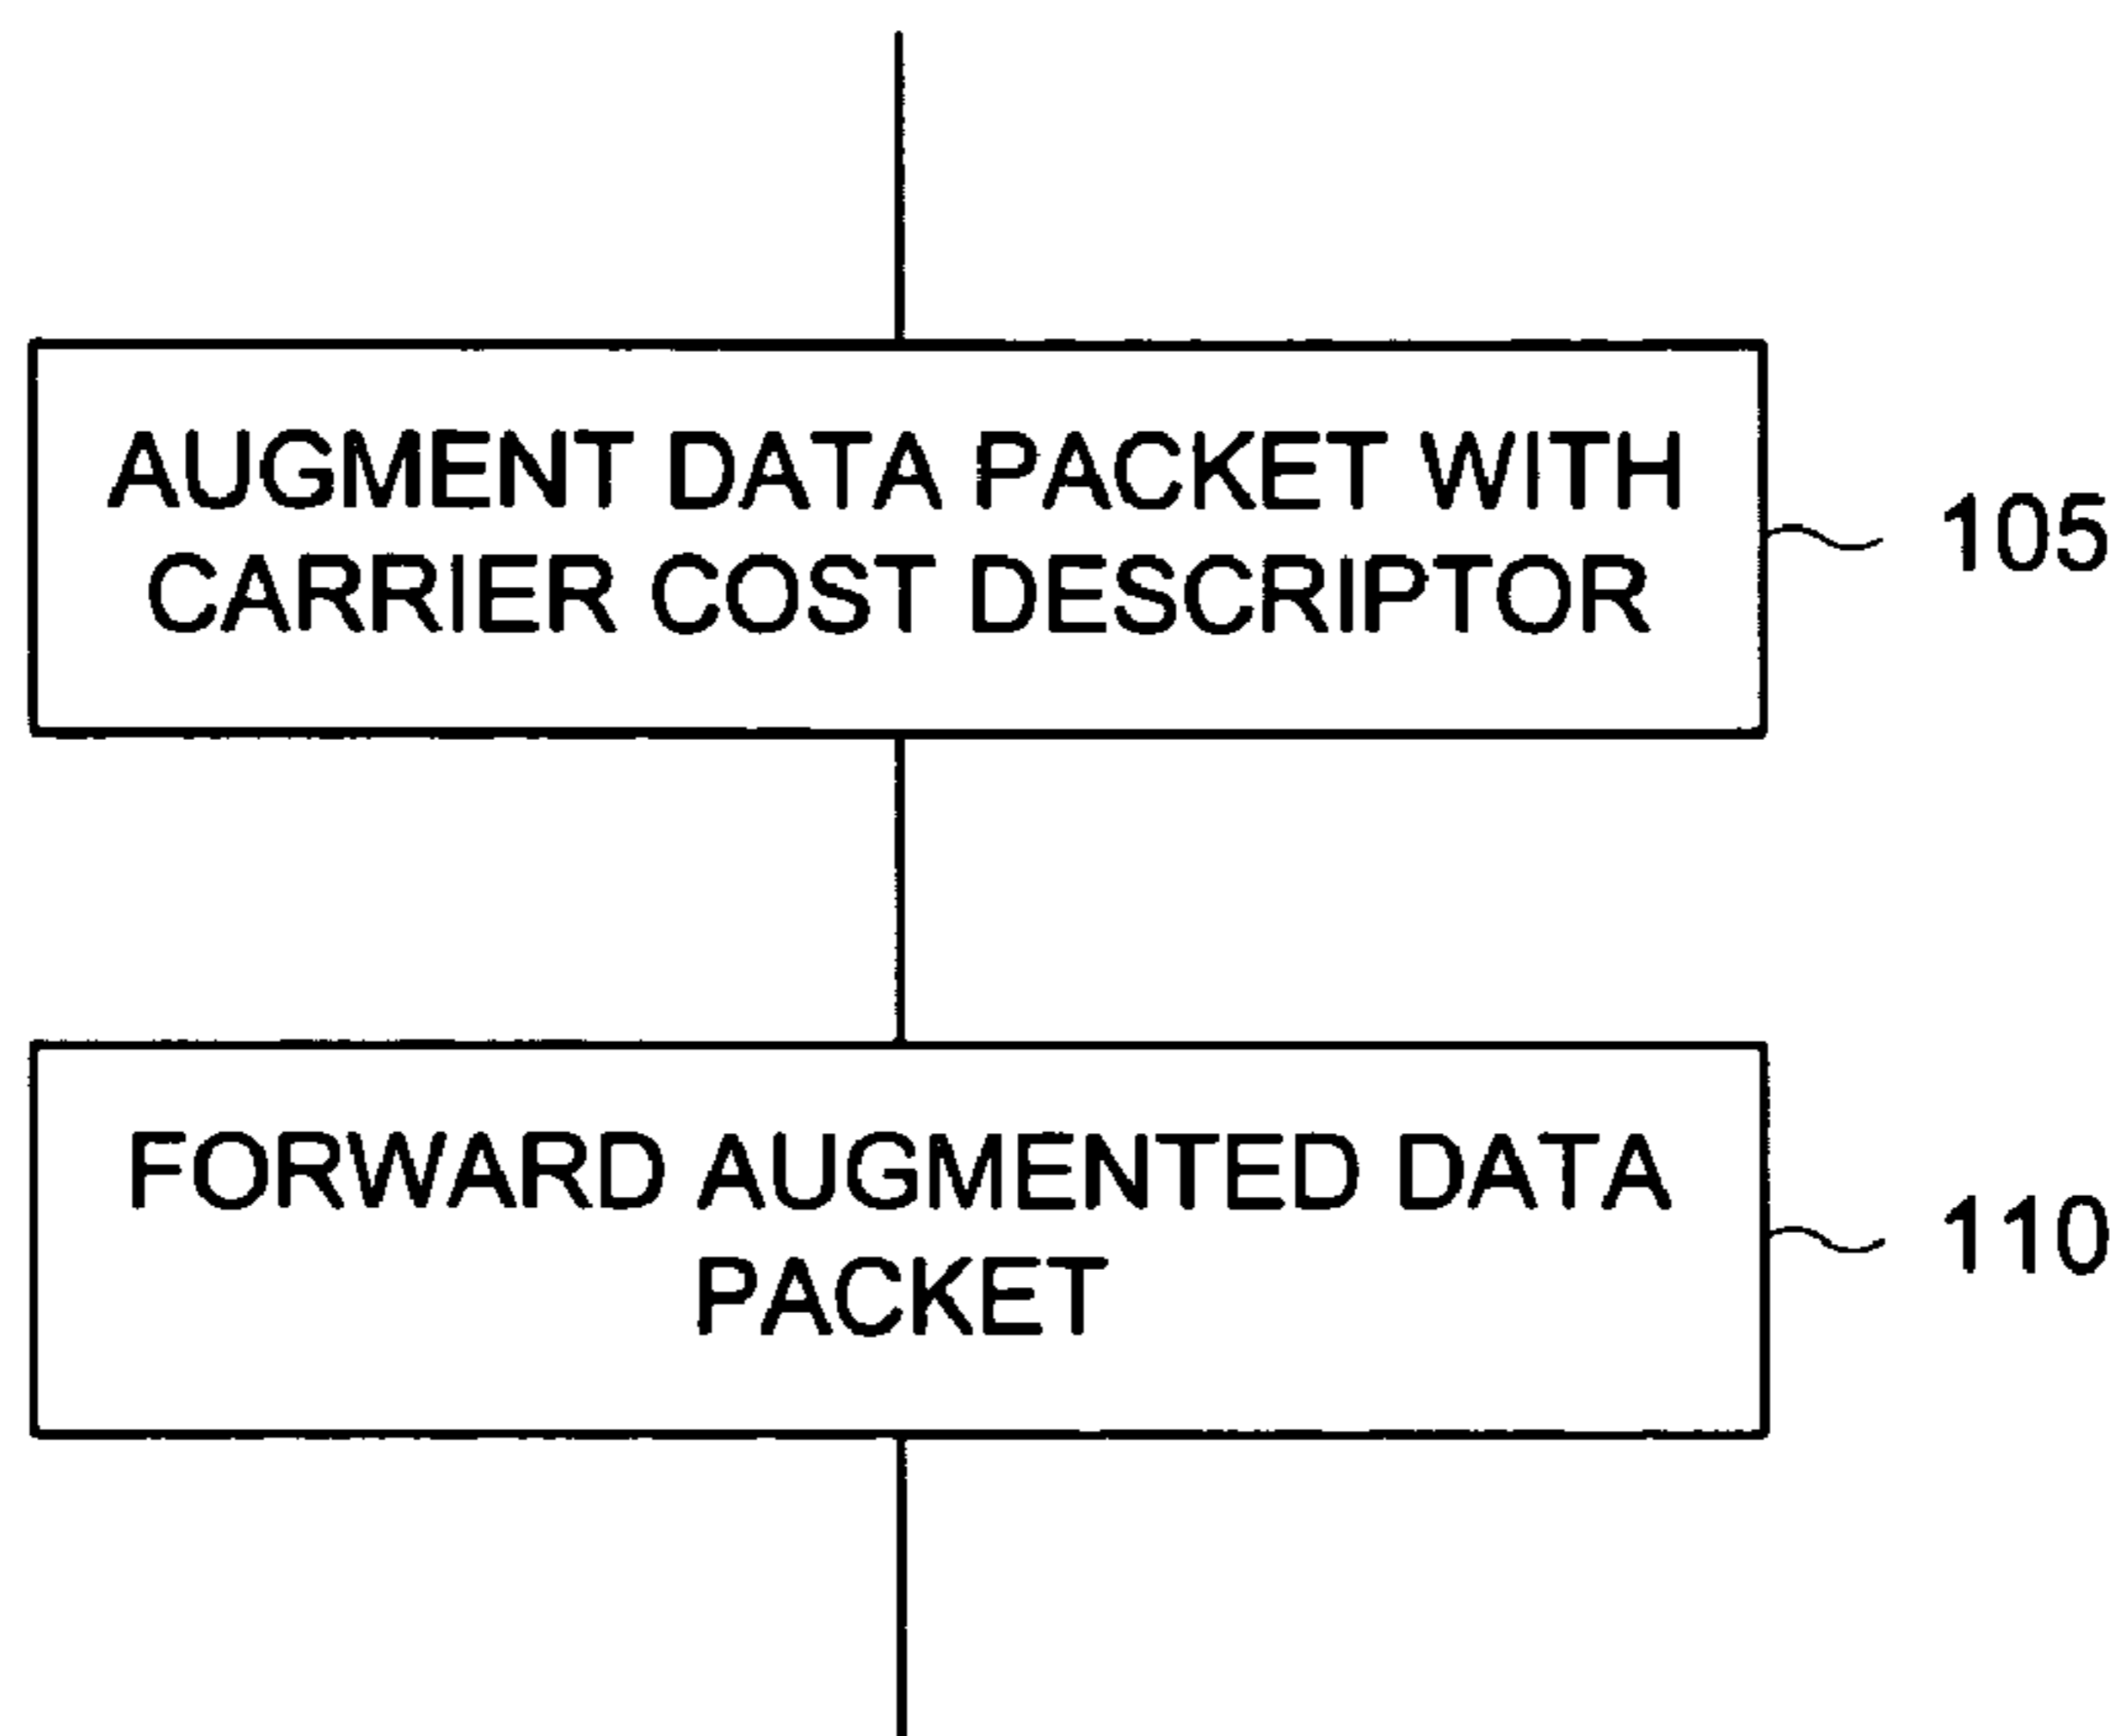 AUGMENT DATA PACKET WITH
CARRIER COST DESCRIPTOR
105
FORWARD AUGMENTED DATA
PACKET
110